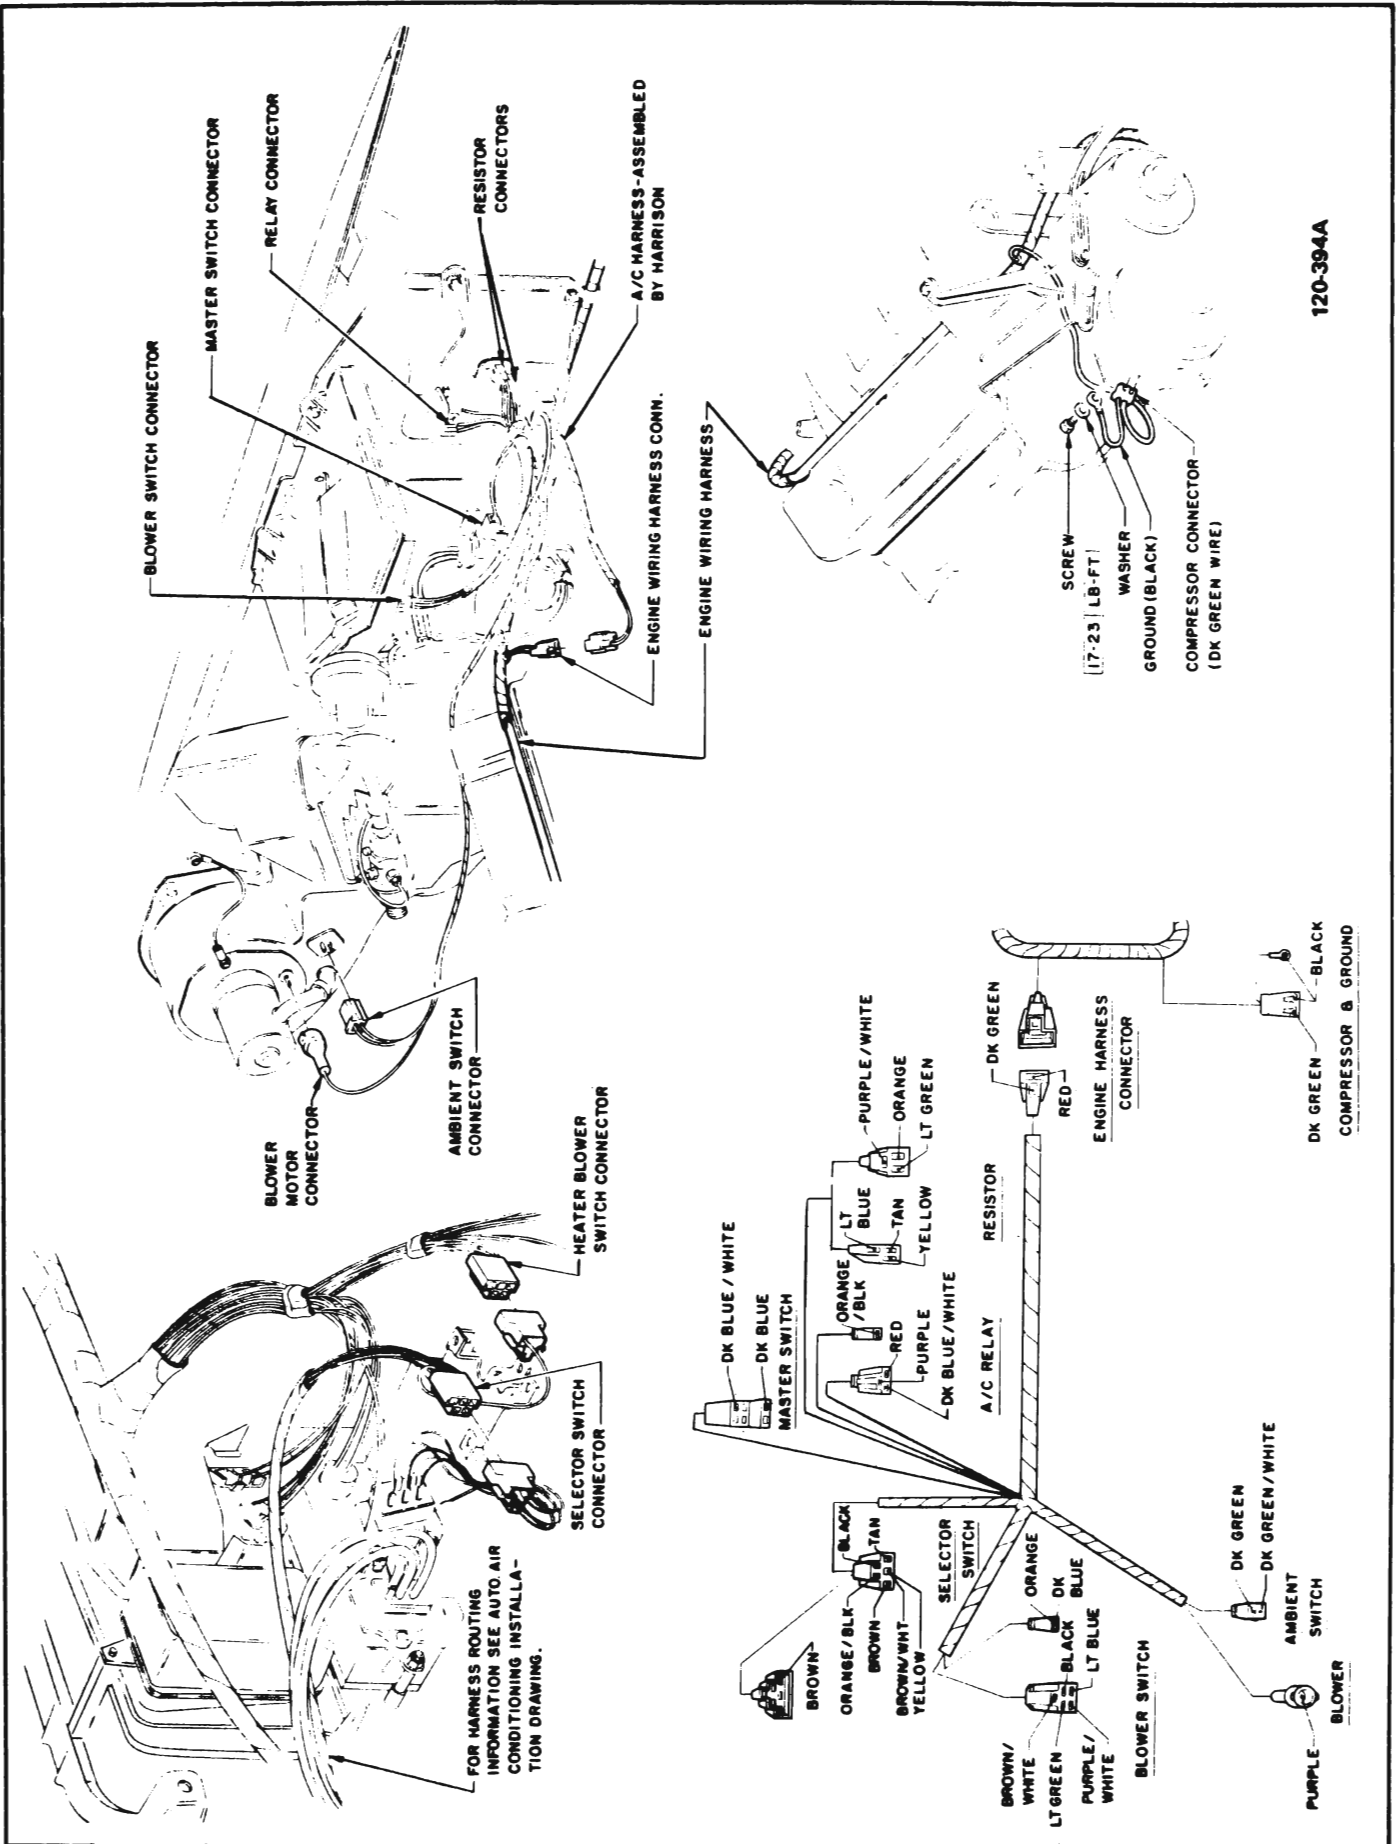 BLOWER SWITCH CONNECTOR
MASTER SWITCH CONNECTOR
RELAY CONNECTOR
RESISTOR
CONNECTORS
A/C HARNESS-ASSEMBLED
BY HARRISON
ENGINE WIRING HARNESS CONN.
ENGINE WIRING HARNESS
BLOWER
MOTOR
CONNECTOR
AMBIENT SWITCH
CONNECTOR
HEATER BLOWER
SWITCH CONNECTOR
SELECTOR SWITCH
CONNECTOR
FOR HARNESS ROUTING
INFORMATION SEE AUTO. AIR
CONDITIONING INSTALLA-
TION DRAWING.
SCREW
17-23 LB-FT
WASHER
GROUND (BLACK)
COMPRESSOR CONNECTOR
(DK GREEN WIRE)
120-394A
BROWN
BLACK
TAN
ORANGE/BLK
BROWN
BROWN/WHT
YELLOW
SELECTOR
SWITCH
DK BLUE / WHITE
DK BLUE
MASTER SWITCH
ORANGE
/BLK
RED
PURPLE
DK BLUE/WHITE
A/C RELAY
LT
BLUE
TAN
YELLOW
PURPLE/WHITE
ORANGE
LT GREEN
RESISTOR
DK GREEN
RED
ENGINE HARNESS
CONNECTOR
DK GREEN
BLACK
COMPRESSOR & GROUND
ORANGE
DK
BLUE
BLACK
LT BLUE
BROWN/
WHITE
LT GREEN
PURPLE/
WHITE
BLOWER SWITCH
DK GREEN
DK GREEN/WHITE
AMBIENT
SWITCH
PURPLE
BLOWER